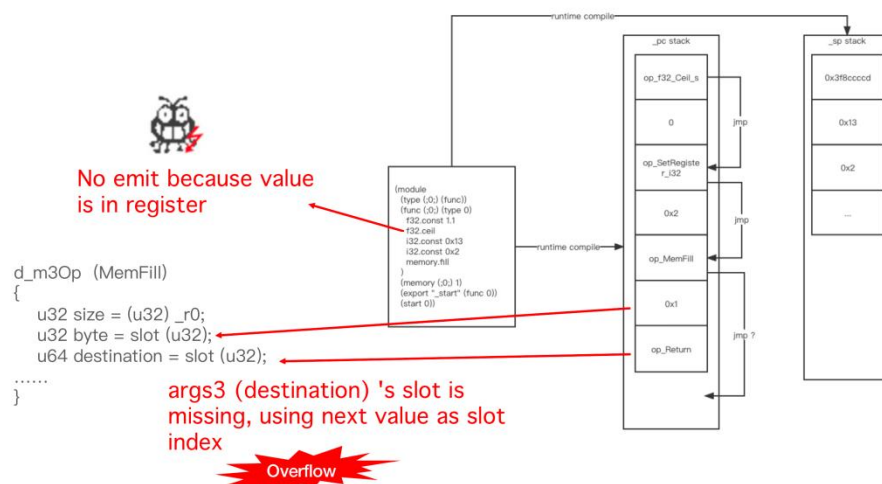 runtime compile
_pc stack
_sp stack
op_f32_Ceil_s
0x3f8ccccd
0
jmp
0x13
No emit because value
is in register
op_SetRegiste
r_i32
0x2
(module
(type (;0;) (func))
(func (;0;) (type 0)
f32.const 1.1
f32.ceil
i32.const 0x13
i32.const 0x2
memory.fill
)
(memory (;0;) 1)
(export "_start" (func 0))
(start 0))
0x2
jmp
...
runtime compile
op_MemFill
d_m3Op (MemFill)
{
u32 size = (u32) _r0;
u32 byte = slot (u32);
u64 destination = slot (u32);
......
}
0x1
jmp ?
op_Return
args3 (destination) 's slot is
missing, using next value as slot
index
Overflow